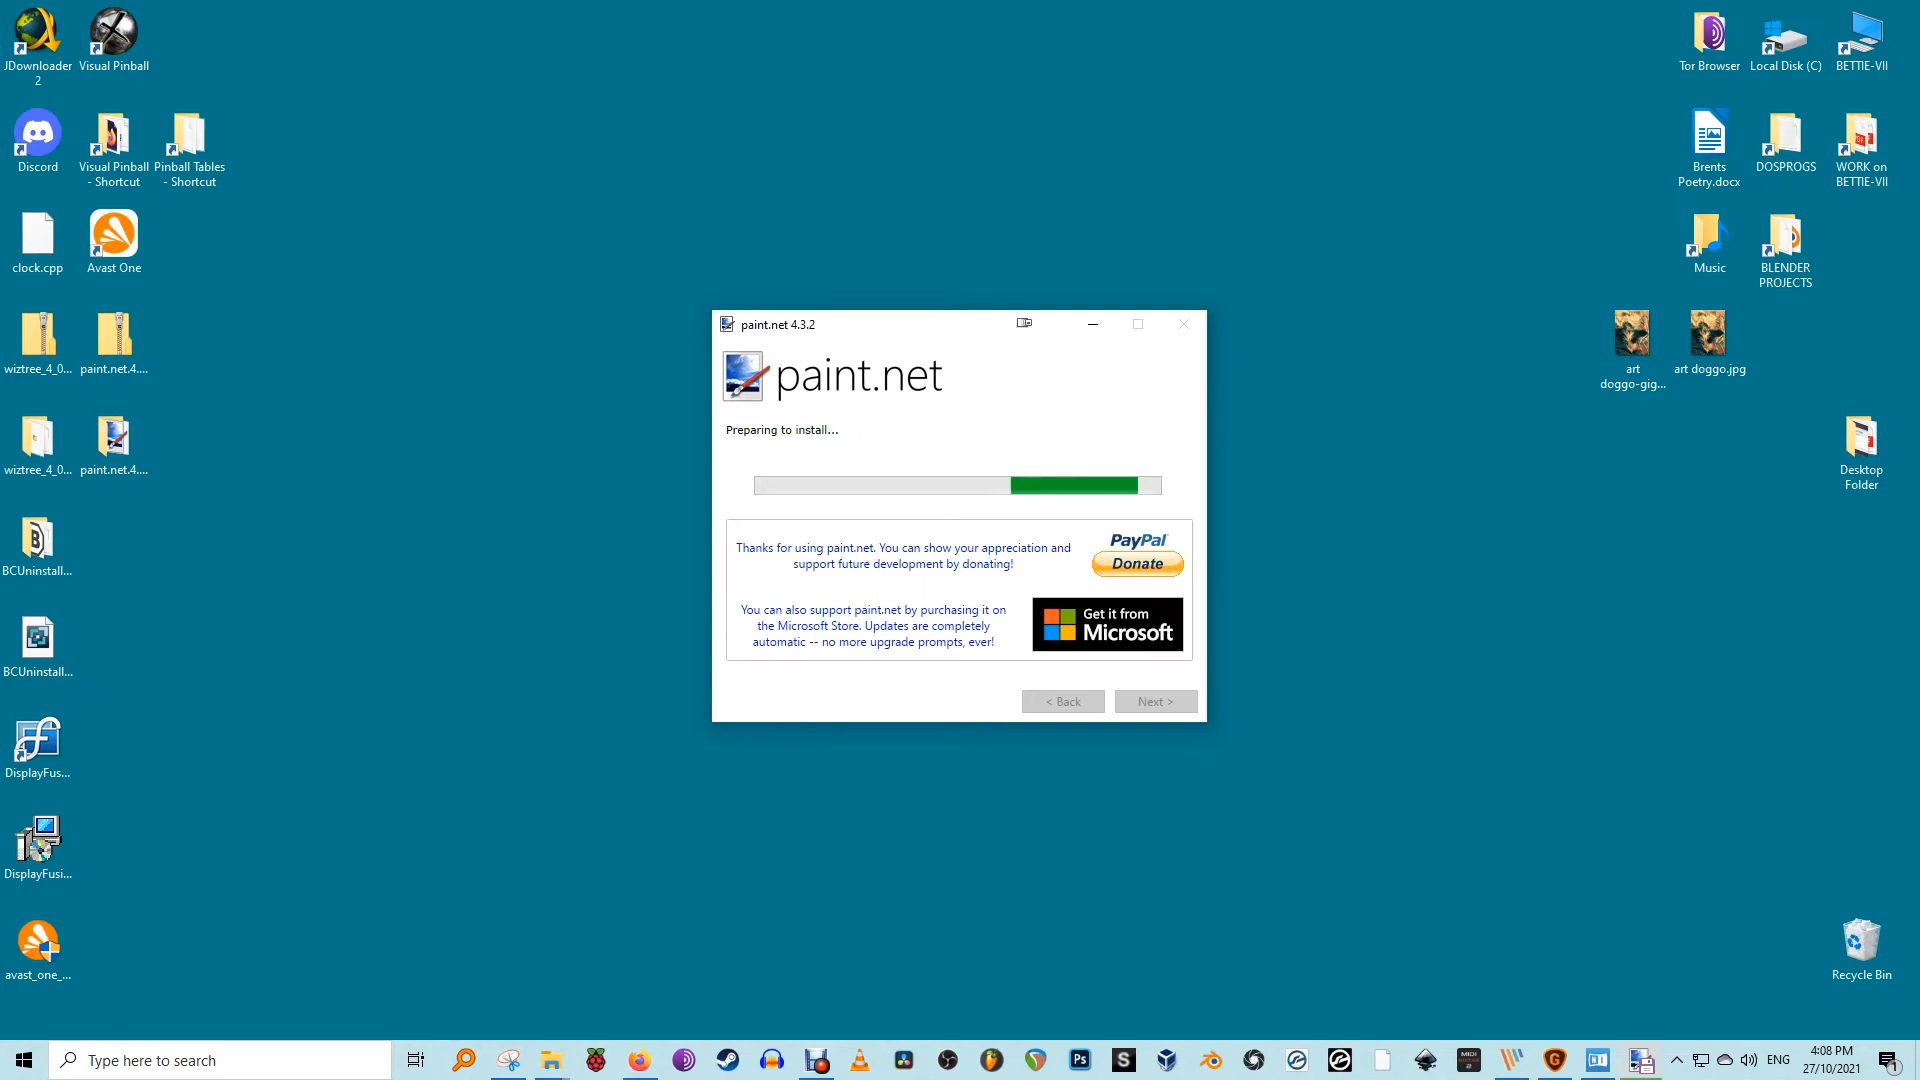 JDownloader
2
Visual Pinball
Tor Browser
Local Disk (C)
BETTIE-VII
Discord
Visual Pinball
- Shortcut
Pinball Tables
- Shortcut
Brents
Poetry.docx
DOSPROGS
WORK on
BETTIE-VII
clock.cpp
Avast One
Music
BLENDER
PROJECTS
wiztree_4_0...
paint.net.4....
art
doggo-gig...
art doggo.jpg
wiztree_4_0...
paint.net.4....
Desktop
Folder
BCUninstall...
BCUninstall...
DisplayFus...
DisplayFusi...
avast_one_...
Recycle Bin
paint.net 4.3.2
paint.net
Preparing to install...
Thanks for using paint.net. You can show your appreciation and
support future development by donating!
PayPal
Donate
You can also support paint.net by purchasing it on
the Microsoft Store. Updates are completely
automatic -- no more upgrade prompts, ever!
Get it from
Microsoft
< Back
Next >
Type here to search
Ps
S
MIDI
2
G
NI
ENG
4:08 PM
27/10/2021
1